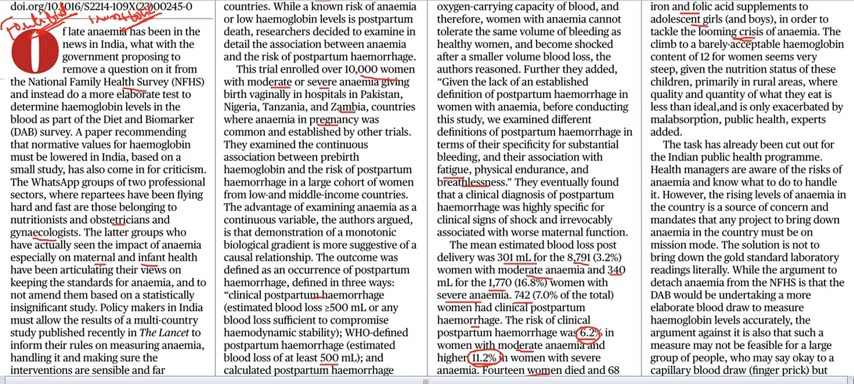 doi.org/10.1016/S2214-109X(23)00245-0
If late anaemia has been in the
news in India, what with the
government proposing to
remove a question on it from
the National Family Health Survey (NFHS)
and instead do a more elaborate test to
determine haemoglobin levels in the
blood as part of the Diet and Biomarker
(DAB) survey. A paper recommending
that normative values for haemoglobin
must be lowered in India, based on a
small study, has also come in for criticism.
The WhatsApp groups of two professional
sectors, where repartees have been flying
hard and fast are those belonging to
nutritionists and obstetricians and
gynaecologists. The latter groups who
have actually seen the impact of anaemia
especially on maternal and infant health
have been articulating their views on
keeping the standards for anaemia, and to
not amend them based on a statistically
insignificant study. Policy makers in India
must allow the results of a multi-country
study published recently in The Lancet to
inform their rules on measuring anaemia,
handling it and making sure the
interventions are sensible and fair
countries. While a known risk of anaemia
or low haemoglobin levels is postpartum
death, researchers decided to examine in
detail the association between anaemia
and the risk of postpartum haemorrhage.
This trial enrolled over 10,000 women
with moderate or severe anaemia giving
birth vaginally in hospitals in Pakistan,
Nigeria, Tanzania, and Zambia, countries
where anaemia in pregnancy was
common and established by other trials.
They examined the continuous
association between prebirth
haemoglobin and the risk of postpartum
haemorrhage in a large cohort of women
from low-and middle-income countries.
The advantage of examining anaemia as a
continuous variable, the authors argued,
is that demonstration of a monotonic
biological gradient is more suggestive of a
causal relationship. The outcome was
defined as an occurrence of postpartum
haemorrhage, defined in three ways:
“clinical postpartum haemorrhage
(estimated blood loss ≥500 mL or any
blood loss sufficient to compromise
haemodynamic stability); WHO-defined
postpartum haemorrhage (estimated
blood loss of at least 500 mL); and
calculated postpartum haemorrhage
oxygen-carrying capacity of blood, and
therefore, women with anaemia cannot
tolerate the same volume of bleeding as
healthy women, and become shocked
after a smaller volume blood loss, the
authors reasoned. Further they added,
“Given the lack of an established
definition of postpartum haemorrhage in
women with anaemia, before conducting
this study, we examined different
definitions of postpartum haemorrhage in
terms of their specificity for substantial
bleeding, and their association with
fatigue, physical endurance, and
breathlessness.” They eventually found
that a clinical diagnosis of postpartum
haemorrhage was highly specific for
clinical signs of shock and irrevocably
associated with worse maternal function.
The mean estimated blood loss post
delivery was 301 mL for the 8,791 (3.2%)
women with moderate anaemia and 340
mL for the 1,770 (16.8%) women with
severe anaemia. 742 (7.0% of the total)
women had clinical postpartum
haemorrhage. The risk of clinical
postpartum haemorrhage was 6.2% in
women with moderate anaemia and
higher 11.2% in women with severe
anaemia. Fourteen women died and 68
iron and folic acid supplements to
adolescent girls (and boys), in order to
tackle the looming crisis of anaemia. The
climb to a barely-acceptable haemoglobin
content of 12 for women seems very
steep, given the nutrition status of these
children, primarily in rural areas, where
quality and quantity of what they eat is
less than ideal,and is only exacerbated by
malabsorption, public health, experts
added.
The task has already been cut out for
the Indian public health programme.
Health managers are aware of the risks of
anaemia and know what to do to handle
it. However, the rising levels of anaemia in
the country is a source of concern and
mandates that any project to bring down
anaemia in the country must be on
mission mode. The solution is not to
bring down the gold standard laboratory
readings literally. While the argument to
detach anaemia from the NFHS is that the
DAB would be undertaking a more
elaborate blood draw to measure
haemoglobin levels accurately, the
argument against it is also that such a
measure may not be feasible for a large
group of people, who may say okay to a
capillary blood draw (finger prick) but